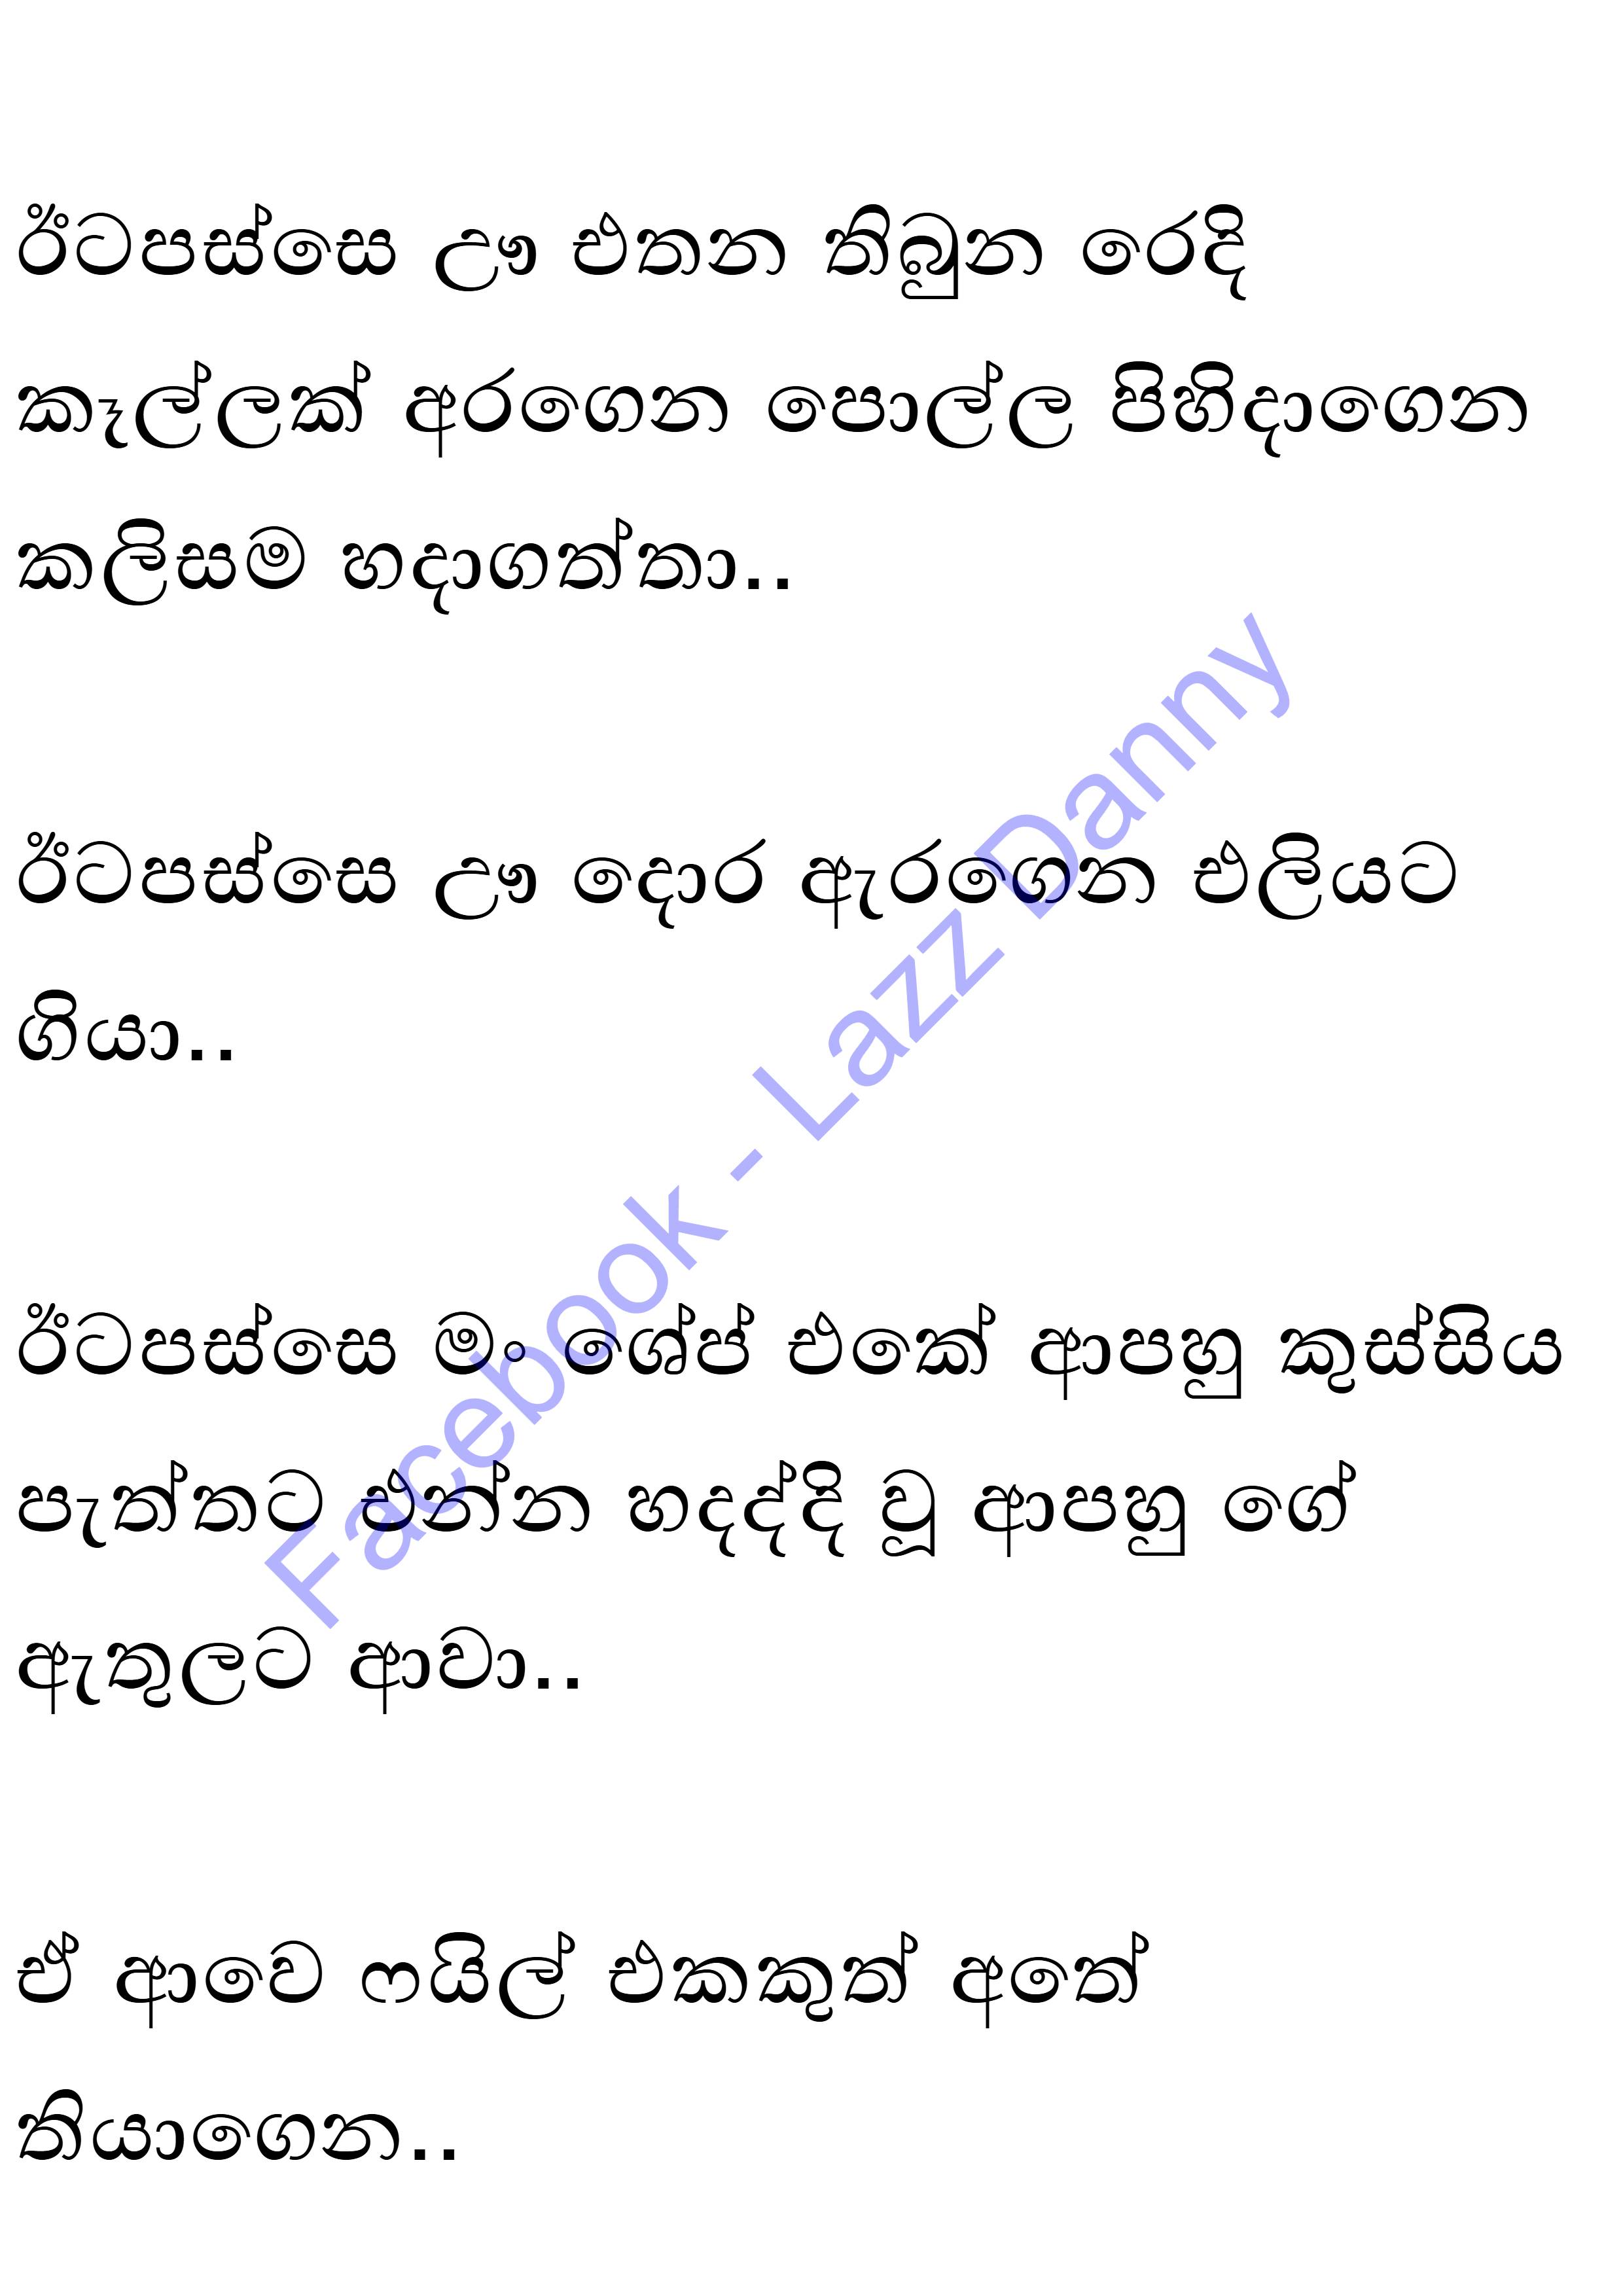 ඊටපස්සෙ ඌ එතන තිබුන රෙදි
කෑල්ලක් අරගෙන පොල්ල පිහිදාගෙන
කලිසම හදාගත්තා..
ඊටපස්සෙ ඌ දොර ඇරගෙන එලියට
ගියා..
ඊටපස්සෙ මං ශේප් එකේ ආපහු කුස්සිය
පැත්තට එන්න හදද්දි චූ ආපහු ගේ
ඇතුලට ආවා..
ඒ ආවෙ ෆයිල් එකකුත් අතේ
තියාගෙන..
Facebook - Lazz Danny